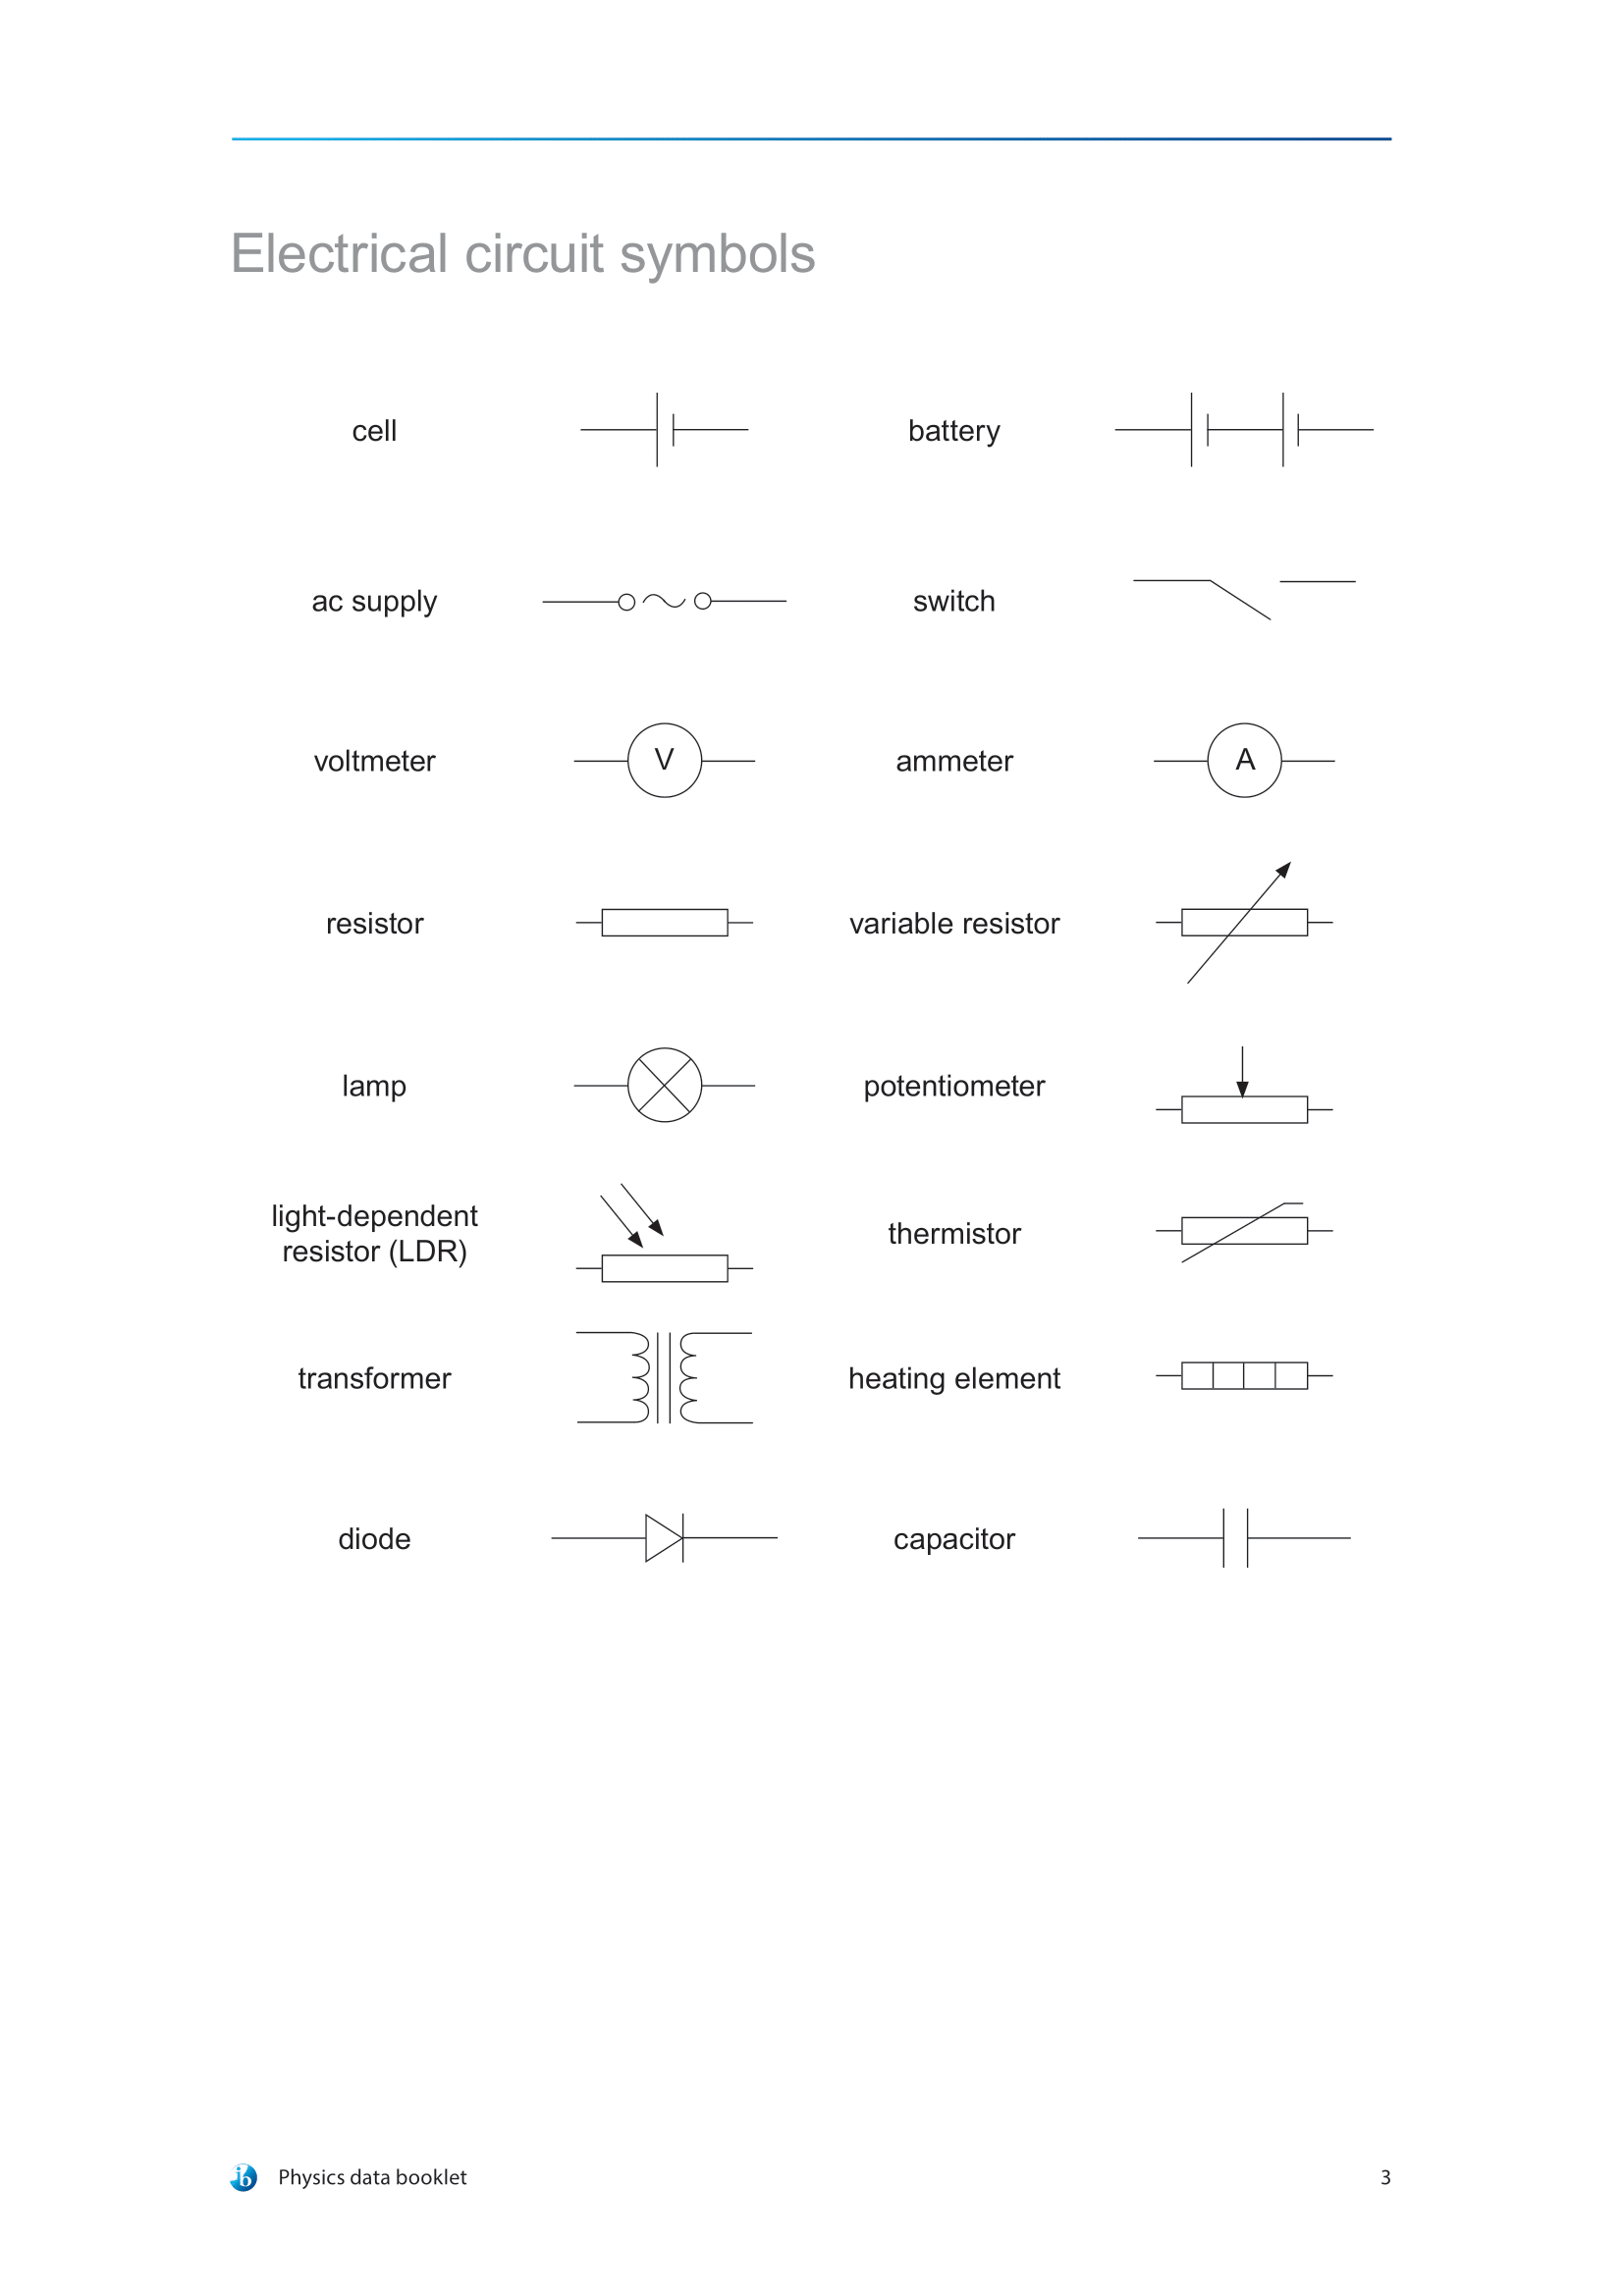 Electrical circuit symbols
cell
battery
ac supply
switch
voltmeter
V
ammeter
A
resistor
variable resistor
lamp
potentiometer
light-dependent
resistor (LDR)
thermistor
transformer
heating element
diode
capacitor
ib
Physics data booklet
3